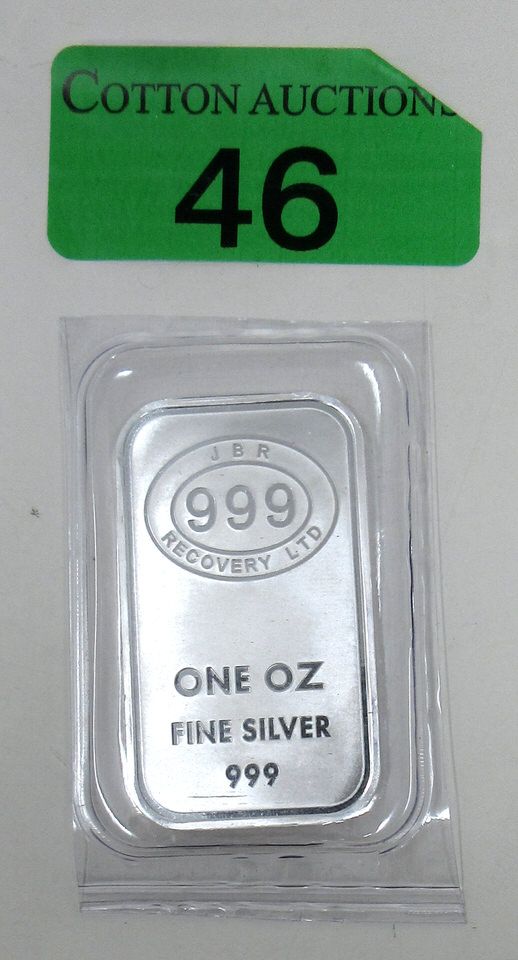 COTTON AUCTIONS
46
JBR
999
RECOVERY LTD
ONE OZ
FINE SILVER
999